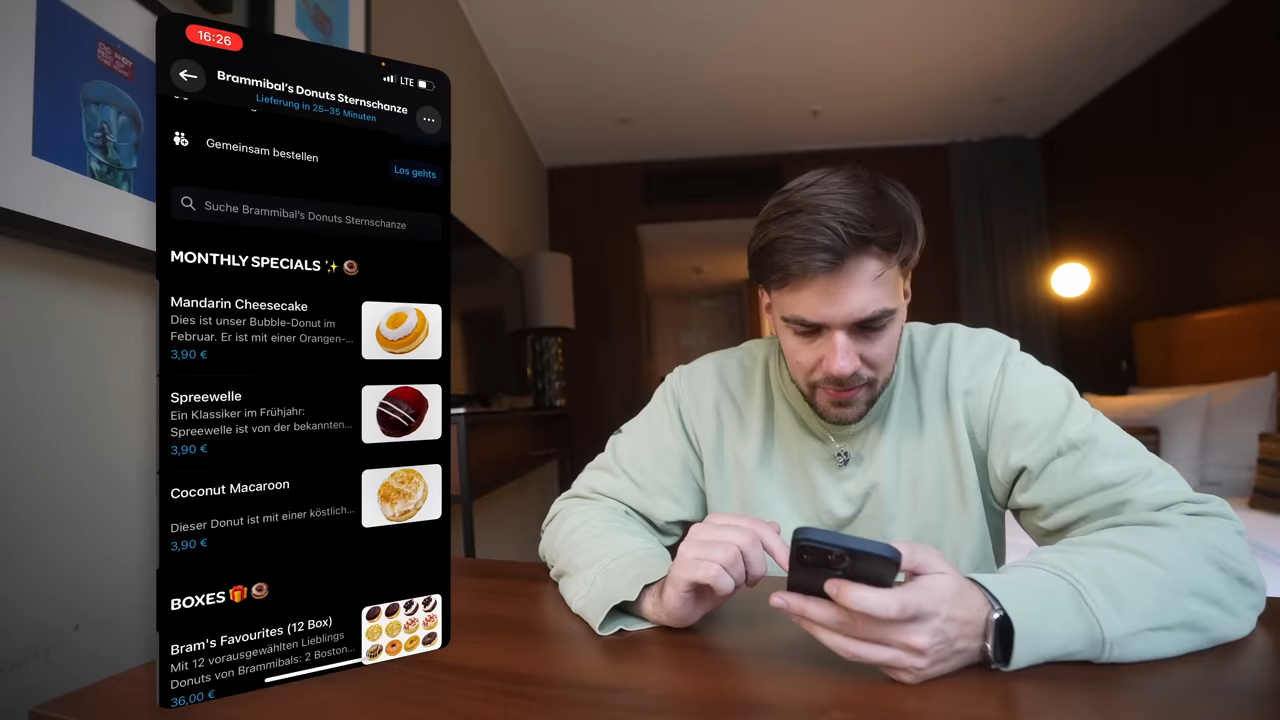 DO NOT
16:26
LTE
Brammibal's Donuts Sternschanze
Lieferung in 25–35 Minuten
Gemeinsam bestellen
Los gehts
Suche Brammibal's Donuts Sternschanze
MONTHLY SPECIALS ✨ 🍩
Mandarin Cheesecake
Dies ist unser Bubble-Donut im
Februar. Er ist mit einer Orangen-...
3,90 €
Spreewelle
Ein Klassiker im Frühjahr:
Spreewelle ist von der bekannten...
3,90 €
Coconut Macaroon
Dieser Donut ist mit einer köstlich...
3,90 €
BOXES 🎁 🍩
Bram's Favourites (12 Box)
Mit 12 vorausgewählten Lieblings
Donuts von Brammibals: 2 Boston...
36,00 €